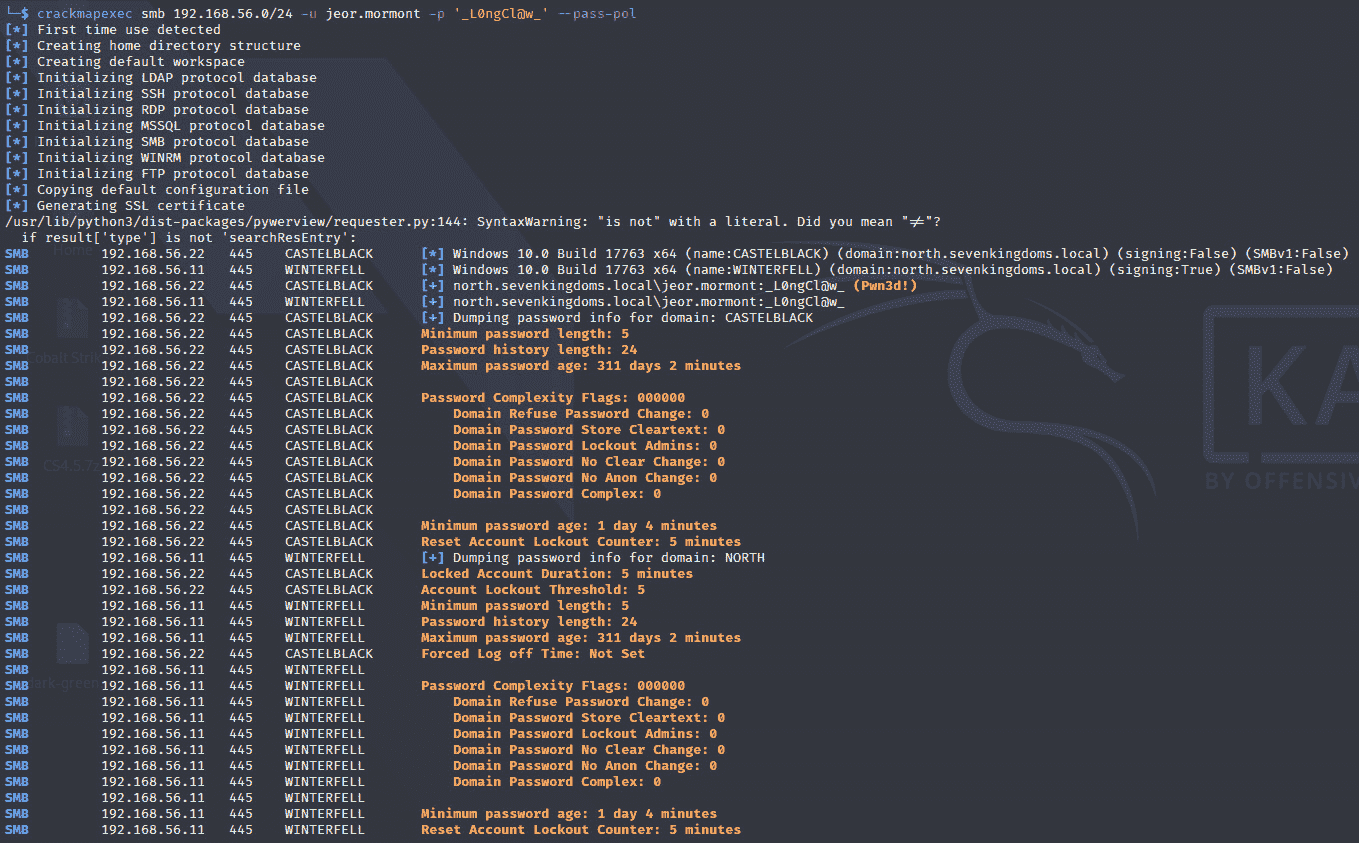 └─$ crackmapexec smb 192.168.56.0/24 -u jeor.mormont -p '_L0ngCl@w_' --pass-pol
[*] First time use detected
[*] Creating home directory structure
[*] Creating default workspace
[*] Initializing LDAP protocol database
[*] Initializing SSH protocol database
[*] Initializing RDP protocol database
[*] Initializing MSSQL protocol database
[*] Initializing SMB protocol database
[*] Initializing WINRM protocol database
[*] Initializing FTP protocol database
[*] Copying default configuration file
[*] Generating SSL certificate
/usr/lib/python3/dist-packages/pywerview/requester.py:144: SyntaxWarning: "is not" with a literal. Did you mean "≠"?
  if result['type'] is not 'searchResEntry':
SMB 192.168.56.22 445 CASTELBLACK [*] Windows 10.0 Build 17763 x64 (name:CASTELBLACK) (domain:north.sevenkingdoms.local) (signing:False) (SMBv1:False)
SMB 192.168.56.11 445 WINTERFELL [*] Windows 10.0 Build 17763 x64 (name:WINTERFELL) (domain:north.sevenkingdoms.local) (signing:True) (SMBv1:False)
SMB 192.168.56.22 445 CASTELBLACK [+] north.sevenkingdoms.local\jeor.mormont:_L0ngCl@w_ (Pwn3d!)
SMB 192.168.56.11 445 WINTERFELL [+] north.sevenkingdoms.local\jeor.mormont:_L0ngCl@w_
SMB 192.168.56.22 445 CASTELBLACK [+] Dumping password info for domain: CASTELBLACK
SMB 192.168.56.22 445 CASTELBLACK Minimum password length: 5
SMB 192.168.56.22 445 CASTELBLACK Password history length: 24
SMB 192.168.56.22 445 CASTELBLACK Maximum password age: 311 days 2 minutes
SMB 192.168.56.22 445 CASTELBLACK
SMB 192.168.56.22 445 CASTELBLACK Password Complexity Flags: 000000
SMB 192.168.56.22 445 CASTELBLACK Domain Refuse Password Change: 0
SMB 192.168.56.22 445 CASTELBLACK Domain Password Store Cleartext: 0
SMB 192.168.56.22 445 CASTELBLACK Domain Password Lockout Admins: 0
SMB 192.168.56.22 445 CASTELBLACK Domain Password No Clear Change: 0
SMB 192.168.56.22 445 CASTELBLACK Domain Password No Anon Change: 0
SMB 192.168.56.22 445 CASTELBLACK Domain Password Complex: 0
SMB 192.168.56.22 445 CASTELBLACK
SMB 192.168.56.22 445 CASTELBLACK Minimum password age: 1 day 4 minutes
SMB 192.168.56.22 445 CASTELBLACK Reset Account Lockout Counter: 5 minutes
SMB 192.168.56.11 445 WINTERFELL [+] Dumping password info for domain: NORTH
SMB 192.168.56.22 445 CASTELBLACK Locked Account Duration: 5 minutes
SMB 192.168.56.22 445 CASTELBLACK Account Lockout Threshold: 5
SMB 192.168.56.11 445 WINTERFELL Minimum password length: 5
SMB 192.168.56.11 445 WINTERFELL Password history length: 24
SMB 192.168.56.11 445 WINTERFELL Maximum password age: 311 days 2 minutes
SMB 192.168.56.22 445 CASTELBLACK Forced Log off Time: Not Set
SMB 192.168.56.11 445 WINTERFELL
SMB 192.168.56.11 445 WINTERFELL Password Complexity Flags: 000000
SMB 192.168.56.11 445 WINTERFELL Domain Refuse Password Change: 0
SMB 192.168.56.11 445 WINTERFELL Domain Password Store Cleartext: 0
SMB 192.168.56.11 445 WINTERFELL Domain Password Lockout Admins: 0
SMB 192.168.56.11 445 WINTERFELL Domain Password No Clear Change: 0
SMB 192.168.56.11 445 WINTERFELL Domain Password No Anon Change: 0
SMB 192.168.56.11 445 WINTERFELL Domain Password Complex: 0
SMB 192.168.56.11 445 WINTERFELL
SMB 192.168.56.11 445 WINTERFELL Minimum password age: 1 day 4 minutes
SMB 192.168.56.11 445 WINTERFELL Reset Account Lockout Counter: 5 minutes
Home
KA
BY OFFENSIV